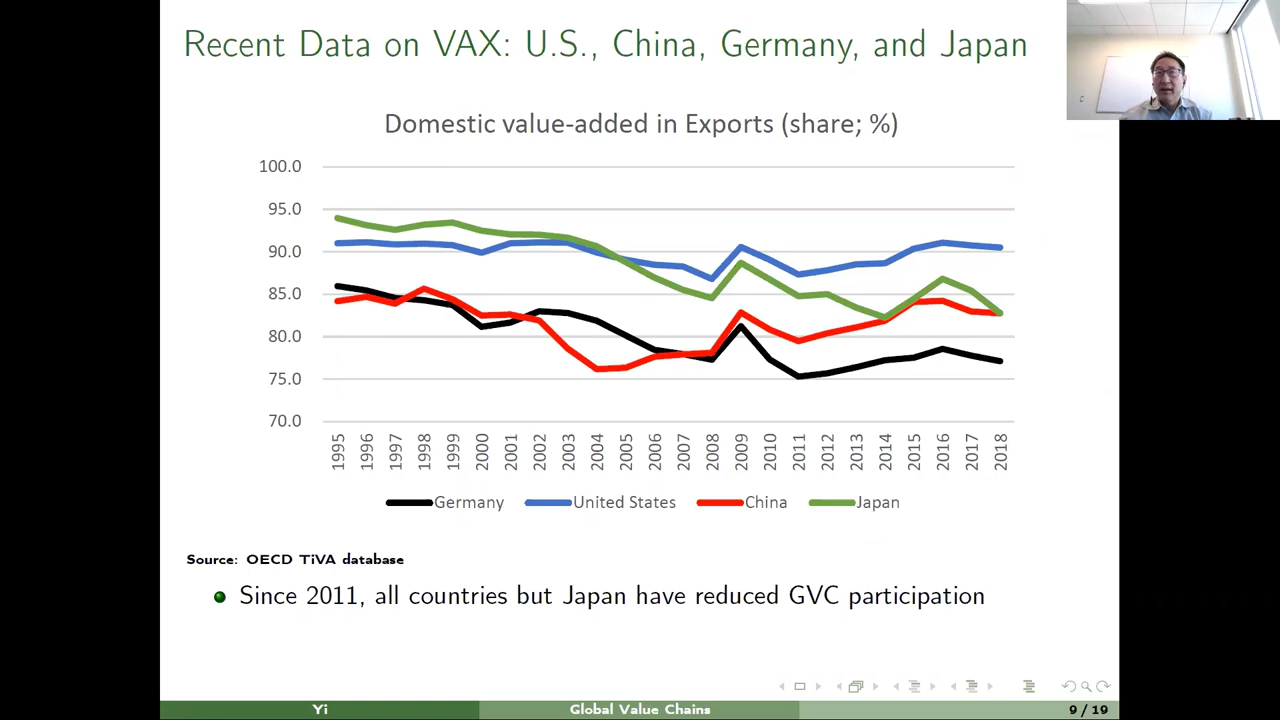 Recent Data on VAX: U.S., China, Germany, and Japan
Domestic value-added in Exports (share; %)
100.0
95.0
90.0
85.0
80.0
75.0
70.0
1995 1996 1997 1998 1999 2000 2001 2002 2003 2004 2005 2006 2007 2008 2009 2010 2011 2012 2013 2014 2015 2016 2017 2018
Germany United States China Japan
Source: OECD TiVA database
Since 2011, all countries but Japan have reduced GVC participation
Yi Global Value Chains 9 / 19